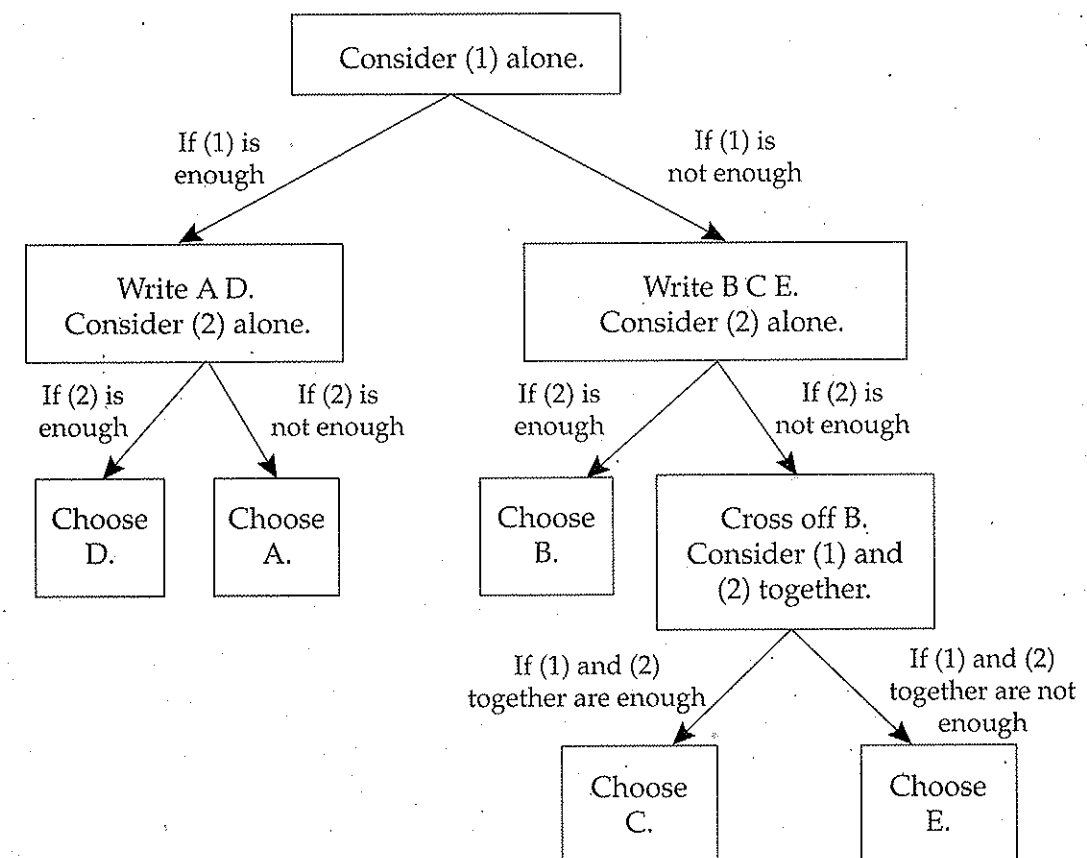 Consider (1) alone.
If (1) is
enough
If (1) is
not enough
Write A D.
Consider (2) alone.
Write B C E.
Consider (2) alone.
If (2) is
enough
If (2) is
not enough
If (2) is
enough
If (2) is
not enough
Choose
D.
Choose
A.
Choose
B.
Cross off B.
Consider (1) and
(2) together.
If (1) and (2)
together are enough
If (1) and (2)
together are not
enough
Choose
C.
Choose
E.